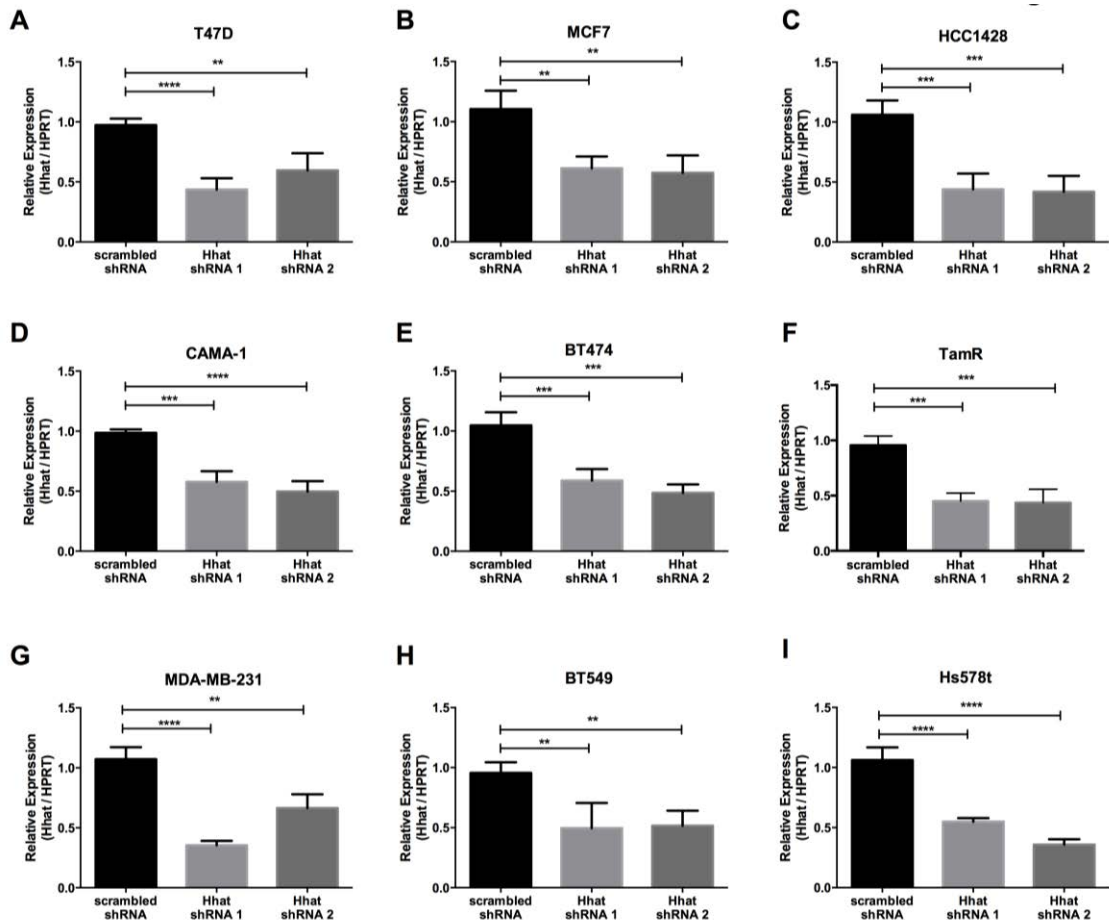 A
T47D
Relative Expression
(Hhat / HPRT)
1.5
1.0
0.5
0.0
**
****
scrambled
shRNA
Hhat
shRNA 1
Hhat
shRNA 2
B
MCF7
Relative Expression
(Hhat / HPRT)
1.5
1.0
0.5
0.0
**
**
scrambled
shRNA
Hhat
shRNA 1
Hhat
shRNA 2
C
HCC1428
Relative Expression
(Hhat / HPRT)
1.5
1.0
0.5
0.0
***
***
scrambled
shRNA
Hhat
shRNA 1
Hhat
shRNA 2
D
CAMA-1
Relative Expression
(Hhat / HPRT)
1.5
1.0
0.5
0.0
****
***
scrambled
shRNA
Hhat
shRNA 1
Hhat
shRNA 2
E
BT474
Relative Expression
(Hhat / HPRT)
1.5
1.0
0.5
0.0
***
***
scrambled
shRNA
Hhat
shRNA 1
Hhat
shRNA 2
F
TamR
Relative Expression
(Hhat / HPRT)
1.5
1.0
0.5
0.0
***
***
scrambled
shRNA
Hhat
shRNA 1
Hhat
shRNA 2
G
MDA-MB-231
Relative Expression
(Hhat / HPRT)
1.5
1.0
0.5
0.0
**
****
scrambled
shRNA
Hhat
shRNA 1
Hhat
shRNA 2
H
BT549
Relative Expression
(Hhat / HPRT)
1.5
1.0
0.5
0.0
**
**
scrambled
shRNA
Hhat
shRNA 1
Hhat
shRNA 2
I
Hs578t
Relative Expression
(Hhat / HPRT)
1.5
1.0
0.5
0.0
****
****
scrambled
shRNA
Hhat
shRNA 1
Hhat
shRNA 2